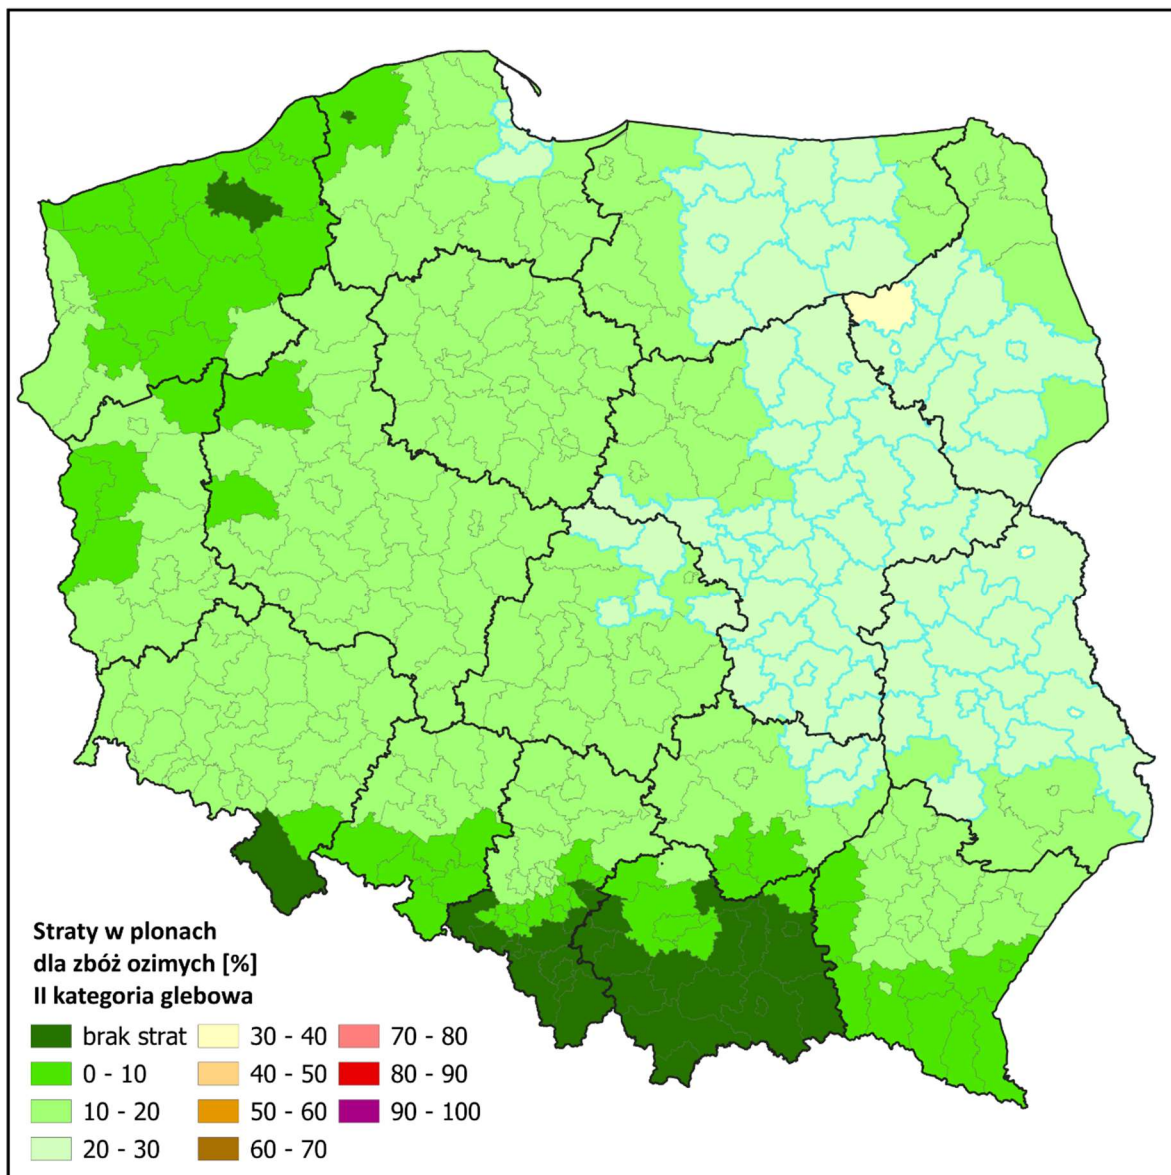 Straty w plonach
dla zbóż ozimych [%]
II kategoria glebowa
brak strat
0 - 10
10 - 20
20 - 30
30 - 40
40 - 50
50 - 60
60 - 70
70 - 80
80 - 90
90 - 100